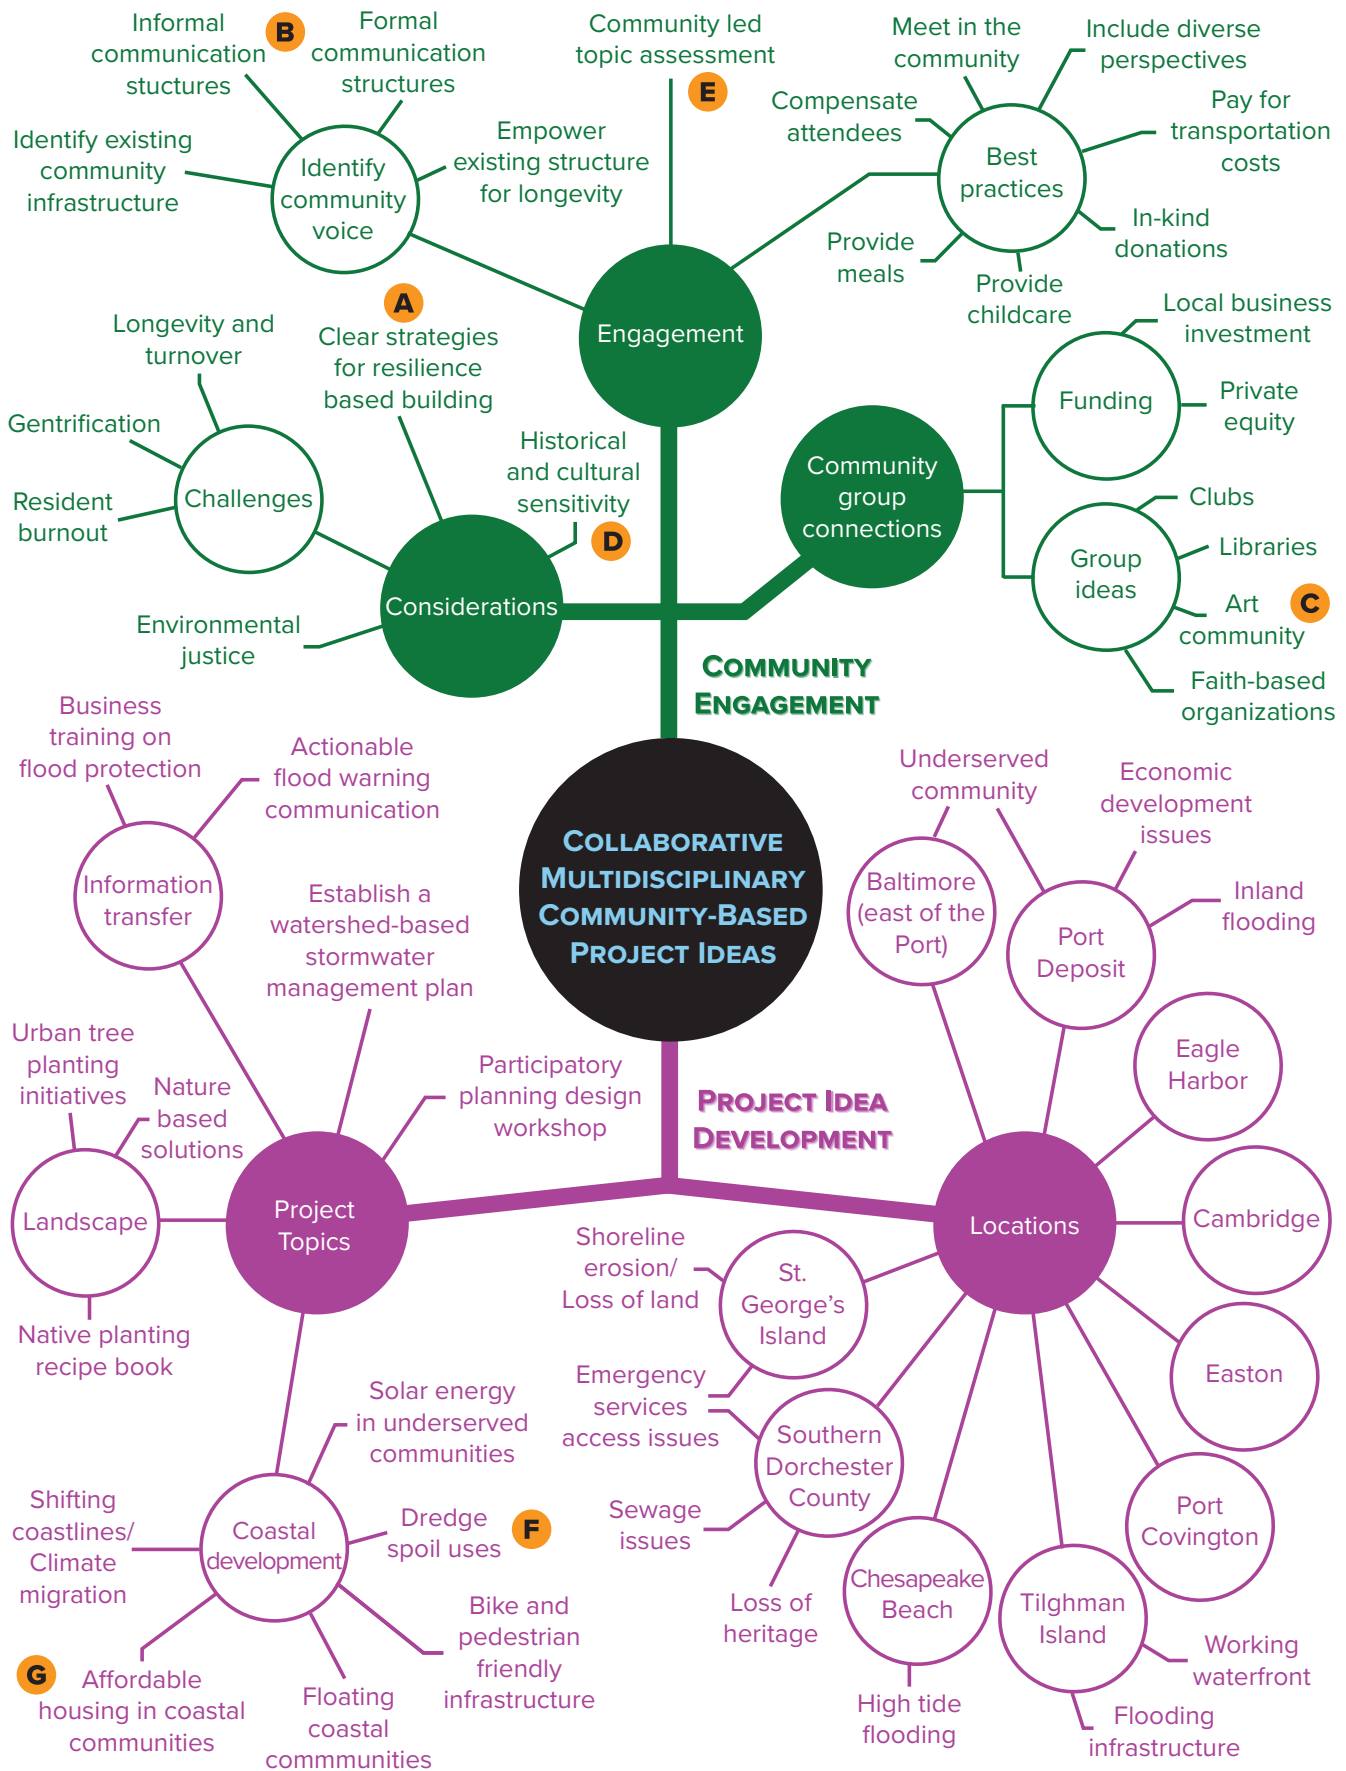 Informal
communication
stuctures
B
Formal
communication
structures
Identify existing
community
infrastructure
Identify
community
voice
Empower
existing structure
for longevity
Community led
topic assessment
E
Meet in the
community
Include diverse
perspectives
Compensate
attendees
Pay for
transportation
costs
Best
practices
In-kind
donations
Provide
meals
Provide
childcare
Engagement
A
Clear strategies
for resilience
based building
Longevity and
turnover
Gentrification
Resident
burnout
Challenges
Historical
and cultural
sensitivity
D
Considerations
Environmental
justice
Community
group
connections
Local business
investment
Funding
Private
equity
Clubs
Group
ideas
Libraries
Art
community
C
Faith-based
organizations
COMMUNITY
ENGAGEMENT
COLLABORATIVE
MULTIDISCIPLINARY
COMMUNITY-BASED
PROJECT IDEAS
Business
training on
flood protection
Actionable
flood warning
communication
Information
transfer
Establish a
watershed-based
stormwater
management plan
Participatory
planning design
workshop
Urban tree
planting
initiatives
Nature
based
solutions
Landscape
Native planting
recipe book
Project
Topics
PROJECT IDEA
DEVELOPMENT
Underserved
community
Economic
development
issues
Baltimore
(east of the
Port)
Port
Deposit
Inland
flooding
Eagle
Harbor
Cambridge
Locations
Easton
Port
Covington
Shoreline
erosion/
Loss of land
St.
George’s
Island
Emergency
services
access issues
Southern
Dorchester
County
Sewage
issues
Loss of
heritage
Chesapeake
Beach
High tide
flooding
Tilghman
Island
Working
waterfront
Flooding
infrastructure
Solar energy
in underserved
communities
Shifting
coastlines/
Climate
migration
Coastal
development
Dredge
spoil uses
F
Bike and
pedestrian
friendly
infrastructure
G
Affordable
housing in coastal
communities
Floating
coastal
commmunities